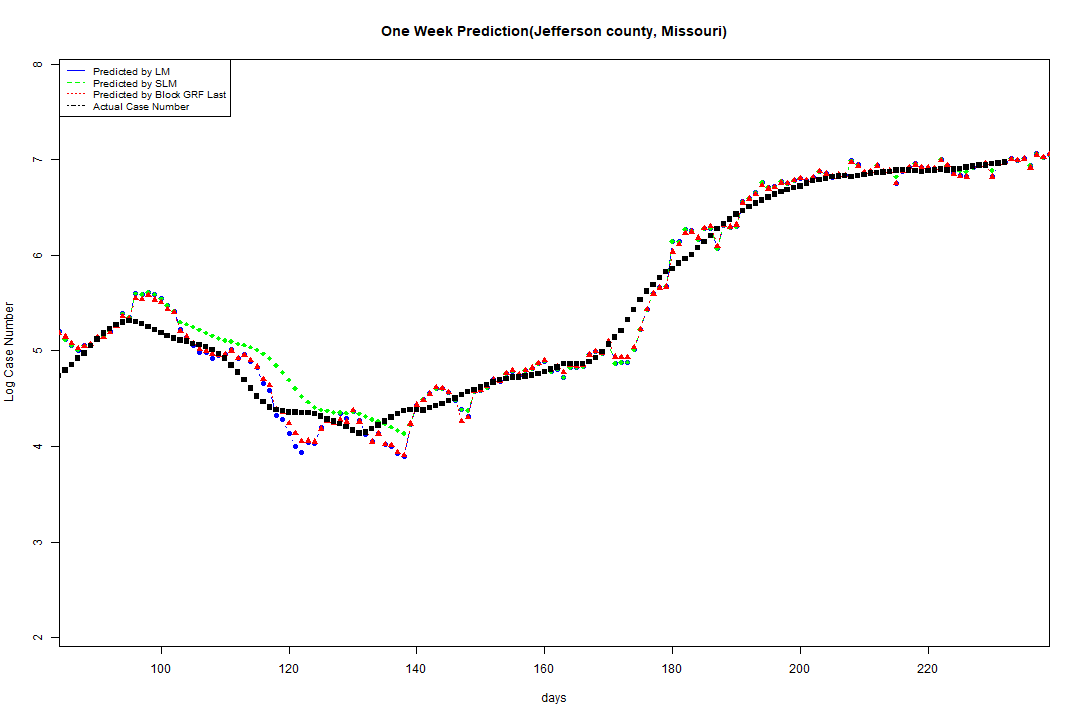 One Week Prediction(Jefferson county, Missouri)
Predicted by LM
Predicted by SLM
Predicted by Block GRF Last
Actual Case Number
8
7
6
5
4
3
2
Log Case Number
100 120 140 160 180 200 220
days